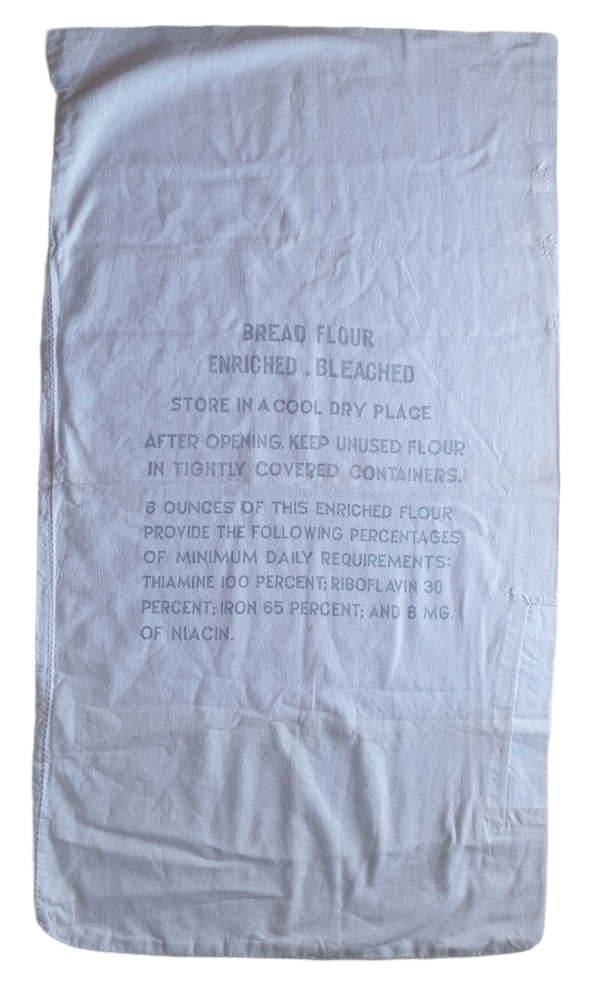 BREAD FLOUR
ENRICHED , BLEACHED
STORE IN A COOL DRY PLACE
AFTER OPENING, KEEP UNUSED FLOUR
IN TIGHTLY COVERED CONTAINERS.
8 OUNCES OF THIS ENRICHED FLOUR
PROVIDE THE FOLLOWING PERCENTAGES
OF MINIMUM DAILY REQUIREMENTS:
THIAMINE 100 PERCENT; RIBOFLAVIN 30
PERCENT; IRON 65 PERCENT; AND 8 MG.
OF NIACIN.